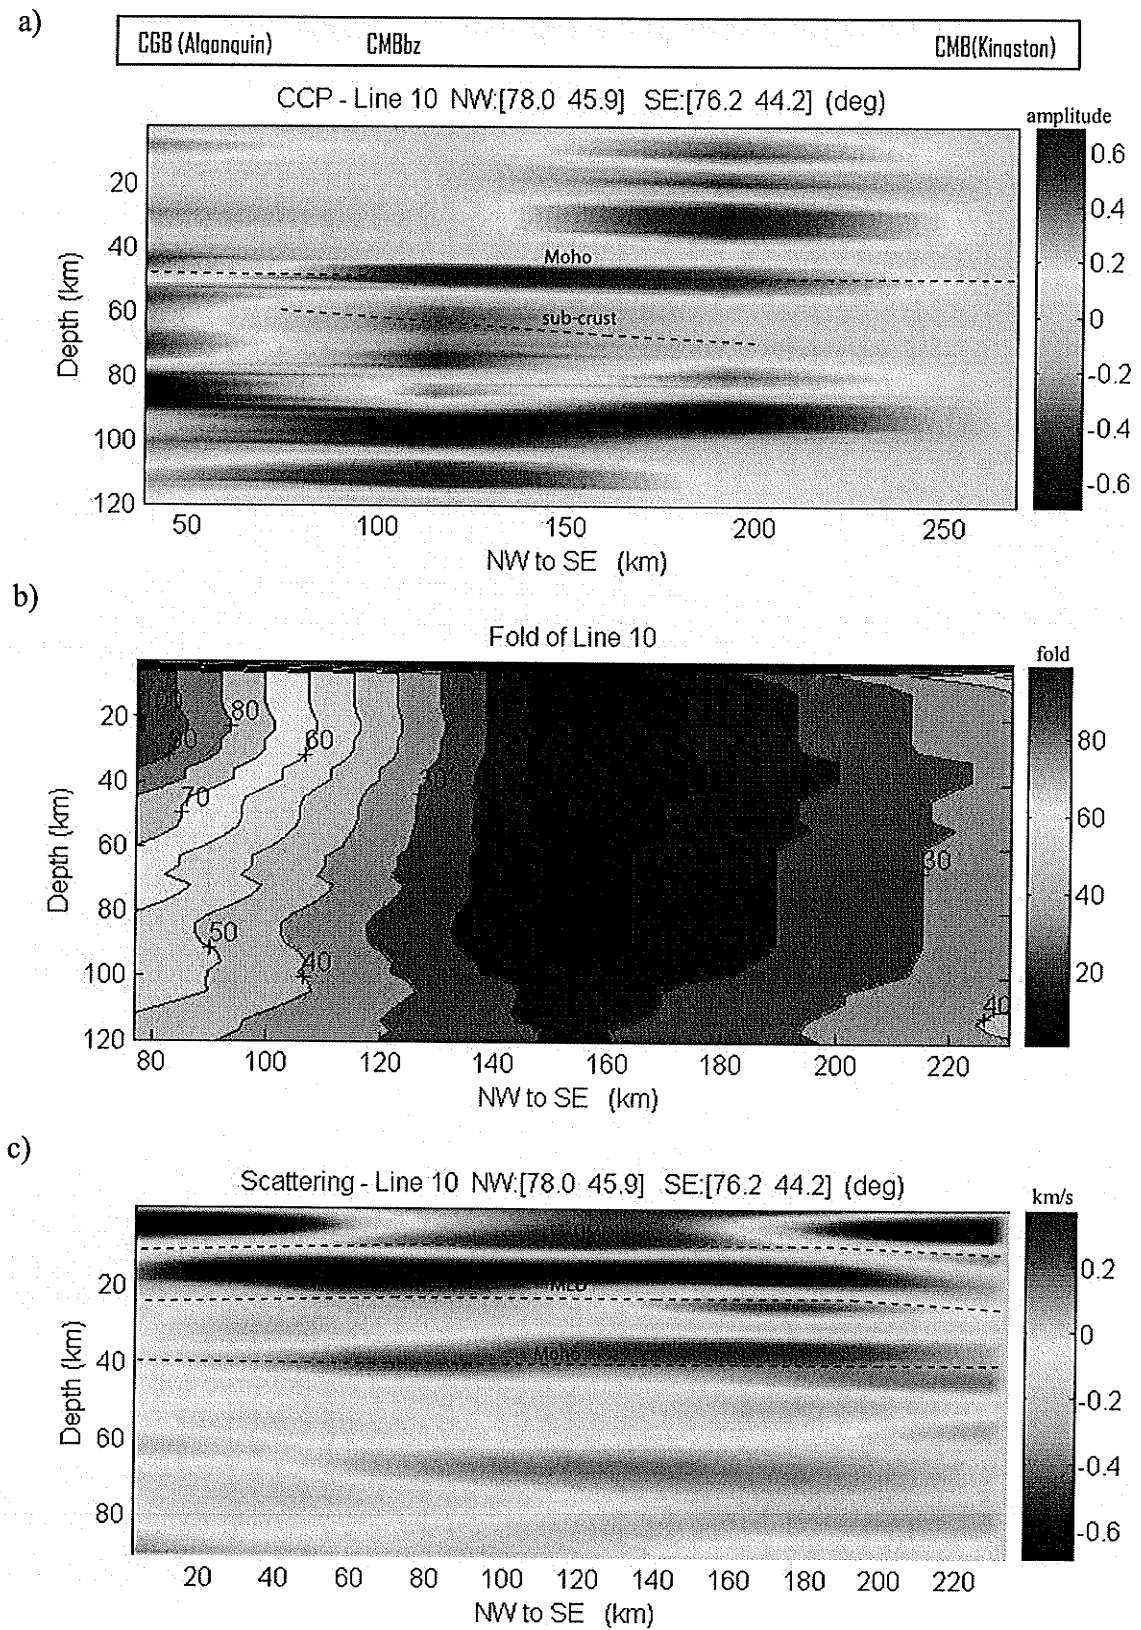 a)
CGB (Algonquin) CMBbz CMB(Kingston)
CCP - Line 10 NW:[78.0 45.9] SE:[76.2 44.2] (deg)
amplitude
Depth (km)
20
40
60
80
100
120
Moho
sub-crust
50 100 150 200 250
NW to SE (km)
0.6
0.4
0.2
0
-0.2
-0.4
-0.6
b)
Fold of Line 10
fold
Depth (km)
20
40
60
80
100
120
100
90
80
70
60
50
40
30
30
40
80 100 120 140 160 180 200 220
NW to SE (km)
80
60
40
20
c)
Scattering - Line 10 NW:[78.0 45.9] SE:[76.2 44.2] (deg)
km/s
Depth (km)
20
40
60
80
MLD
Moho
20 40 60 80 100 120 140 160 180 200 220
NW to SE (km)
0.2
0
-0.2
-0.4
-0.6